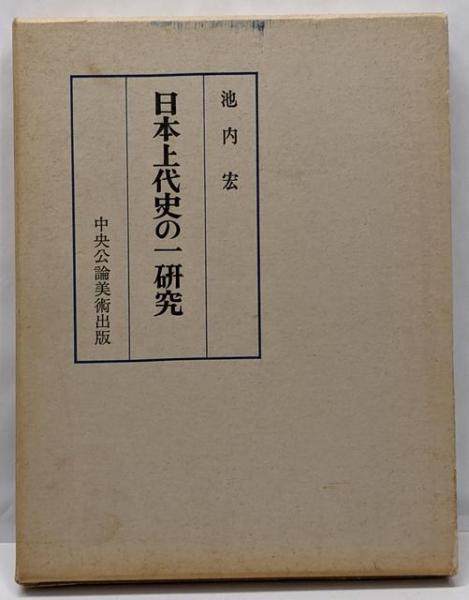 池内宏
日本上代史の一研究
中央公論美術出版